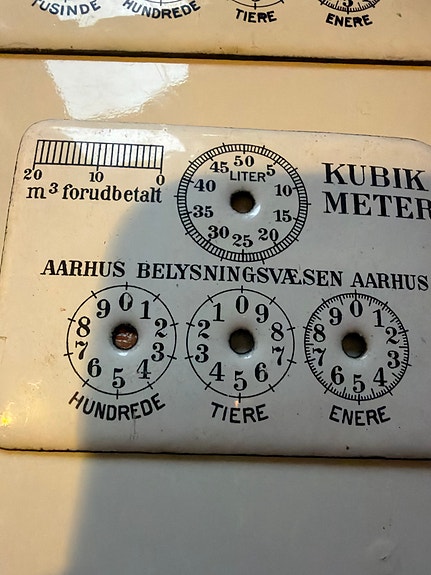 TUSINDE HUNDREDE TIERE ENERE
20 10 0
m³ forudbetalt
50 5 10 15 20 25 30 35 40 45
LITER
KUBIK
METER
AARHUS BELYSNINGSVÆSEN AARHUS
0 1 2 3 4 5 6 7 8 9
HUNDREDE
0 9 8 7 6 5 4 3 2 1
TIERE
0 1 2 3 4 5 6 7 8 9
ENERE